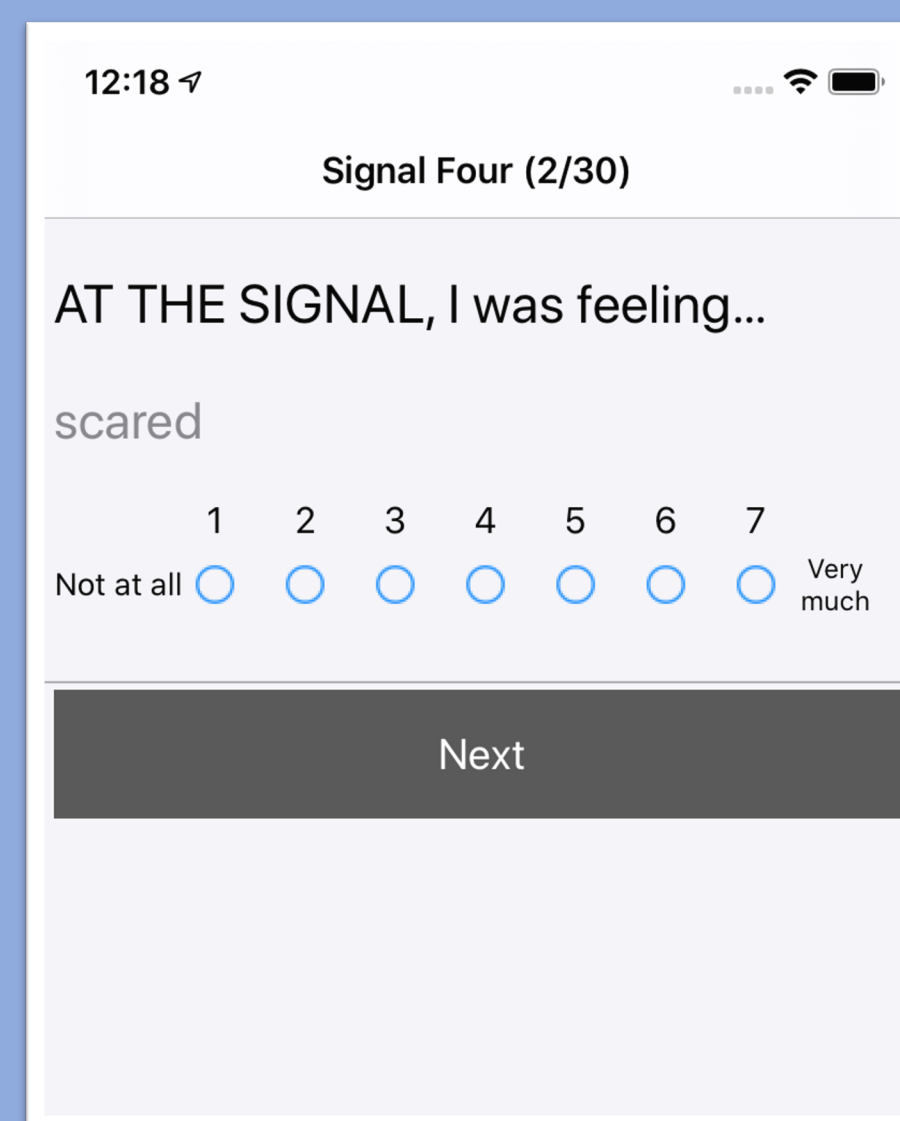 12:18
Signal Four (2/30)
AT THE SIGNAL, I was feeling...
scared
1 2 3 4 5 6 7
Not at all
Very
much
Next